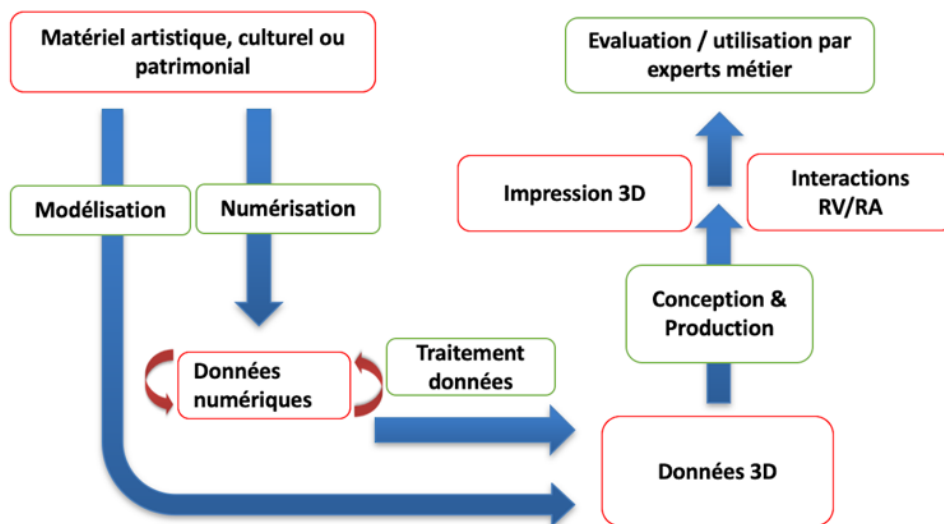 Matériel artistique, culturel ou
patrimonial
Evaluation / utilisation par
experts métier
Impression 3D
Interactions
RV/RA
Modélisation
Numérisation
Conception &
Production
Traitement
données
Données
numériques
Données 3D